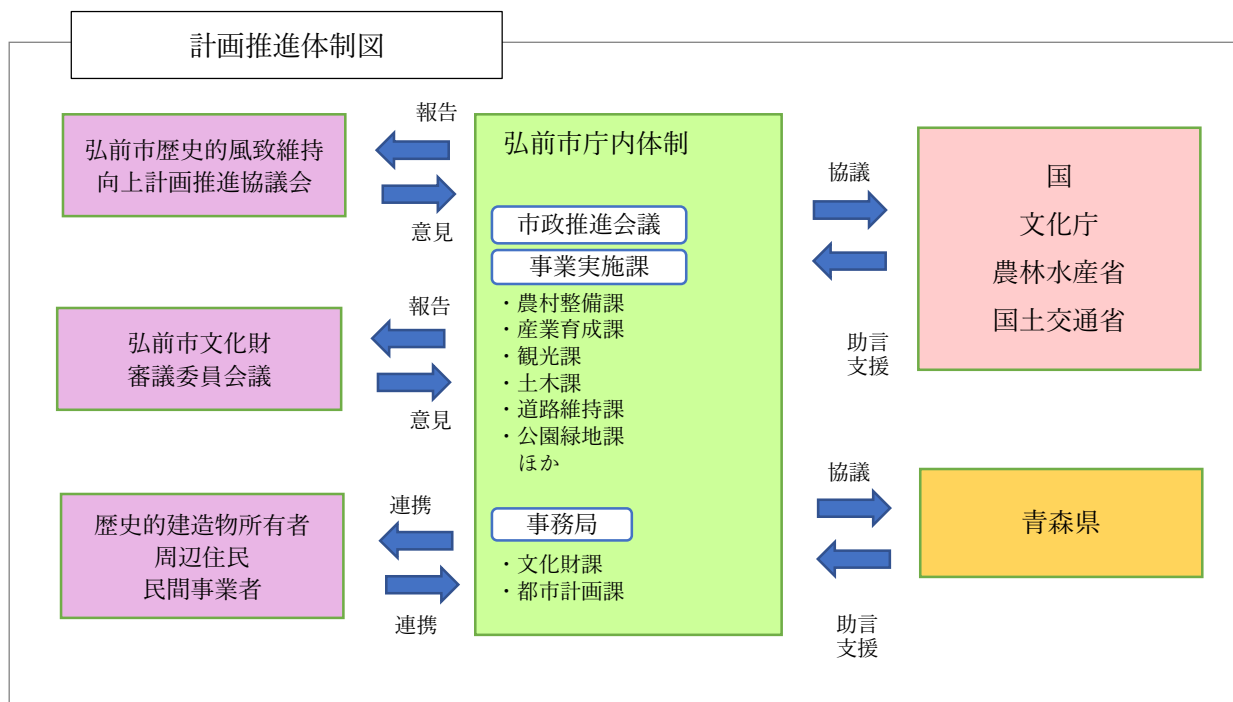 計画推進体制図
弘前市歴史的風致維持
向上計画推進協議会
報告
意見
弘前市文化財
審議委員会議
報告
意見
歴史的建造物所有者
周辺住民
民間事業者
連携
連携
弘前市庁内体制
市政推進会議
事業実施課
・農村整備課
・産業育成課
・観光課
・土木課
・道路維持課
・公園緑地課
ほか
事務局
・文化財課
・都市計画課
協議
助言
支援
国
文化庁
農林水産省
国土交通省
協議
助言
支援
青森県